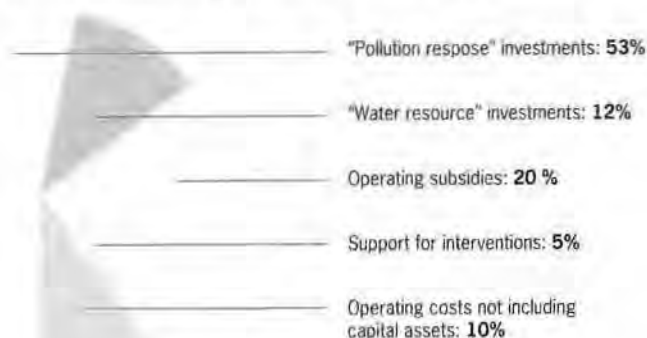 "Pollution respose" investments: 53%
"Water resource" investments: 12%
Operating subsidies: 20 %
Support for interventions: 5%
Operating costs not including
capital assets: 10%